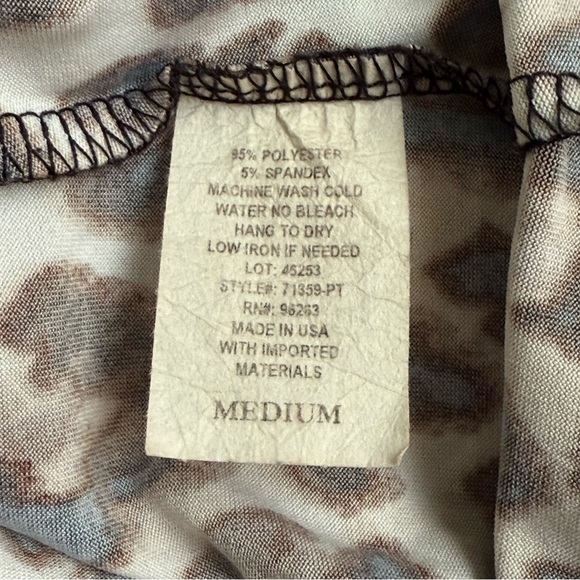 95% POLYESTER
5% SPANDEX
MACHINE WASH COLD
WATER NO BLEACH
HANG TO DRY
LOW IRON IF NEEDED
LOT: 46253
STYLE#: 71359-PT
RN#: 96263
MADE IN USA
WITH IMPORTED
MATERIALS
MEDIUM